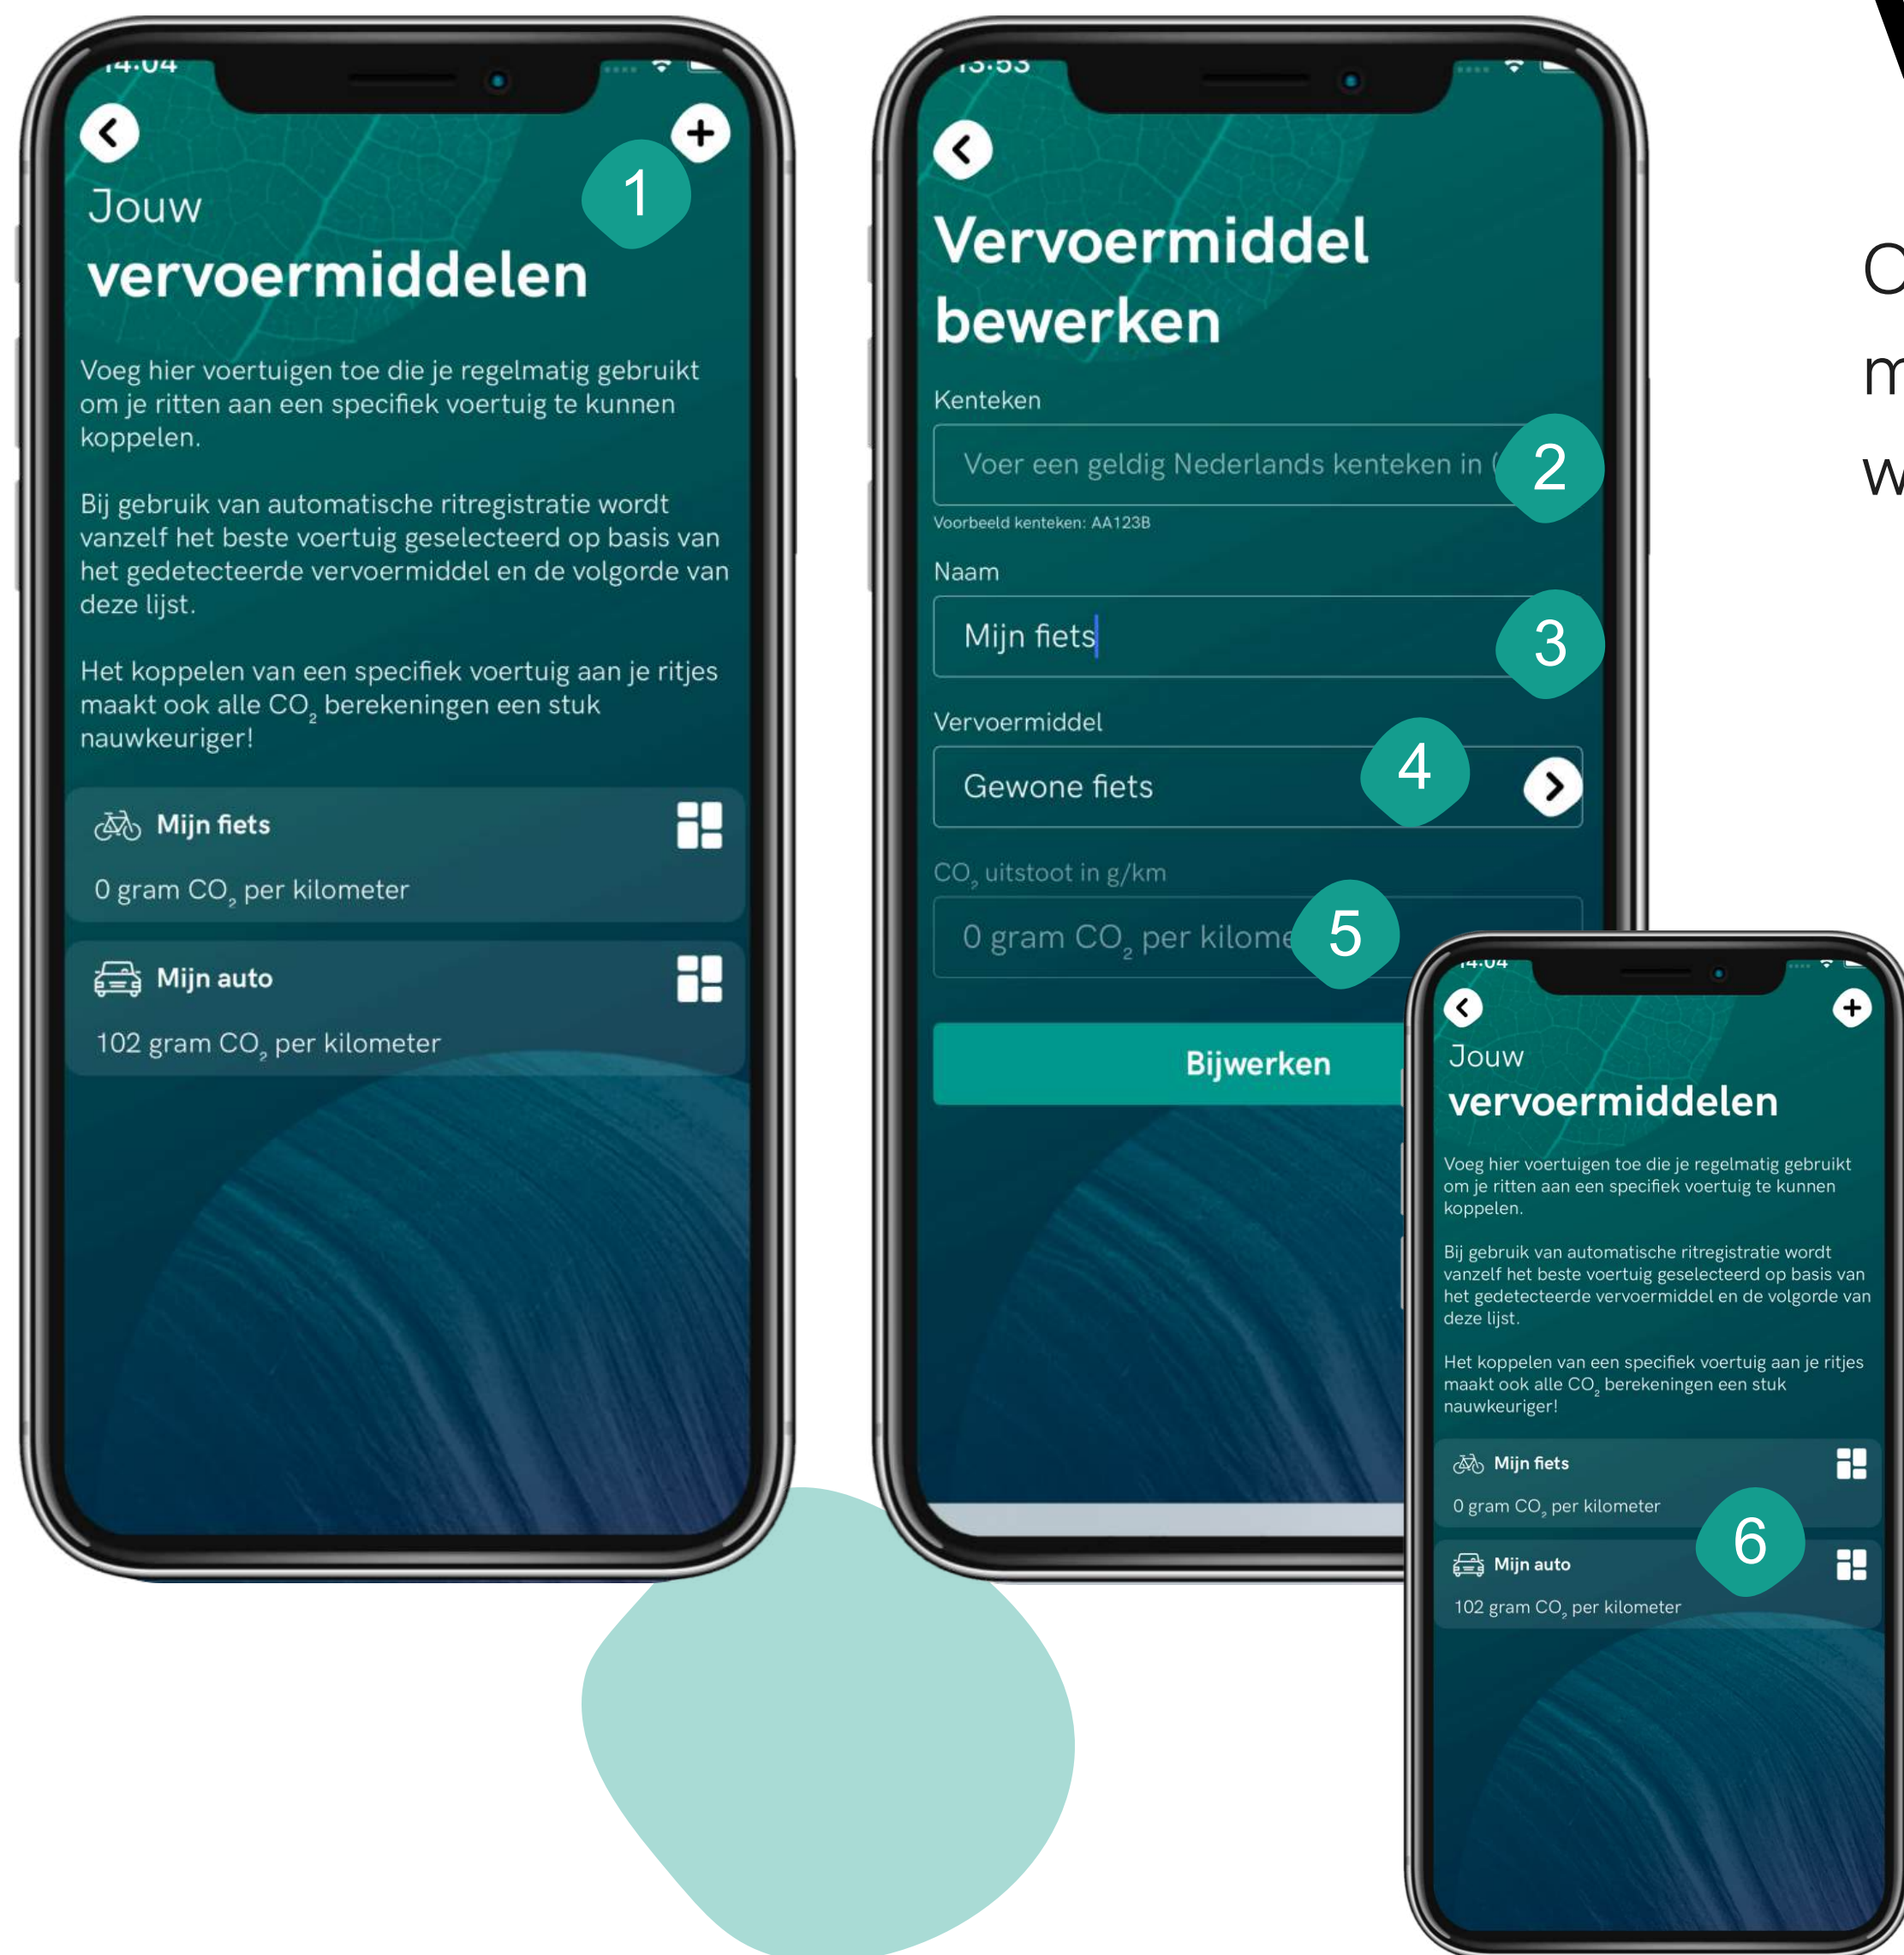 14:04
1
Jouw
vervoermiddelen
Voeg hier voertuigen toe die je regelmatig gebruikt
om je ritten aan een specifiek voertuig te kunnen
koppelen.
Bij gebruik van automatische ritregistratie wordt
vanzelf het beste voertuig geselecteerd op basis van
het gedetecteerde vervoermiddel en de volgorde van
deze lijst.
Het koppelen van een specifiek voertuig aan je ritjes
maakt ook alle CO₂ berekeningen een stuk
nauwkeuriger!
Mijn fiets
0 gram CO₂ per kilometer
Mijn auto
102 gram CO₂ per kilometer
13:53
Vervoermiddel
bewerken
Kenteken
Voer een geldig Nederlands kenteken in (
2
Voorbeeld kenteken: AA123B
Naam
Mijn fiets
3
Vervoermiddel
Gewone fiets
4
CO₂ uitstoot in g/km
0 gram CO₂ per
5
Bijwerken
14:04
Jouw
vervoermiddelen
Voeg hier voertuigen toe die je regelmatig gebruikt
om je ritten aan een specifiek voertuig te kunnen
koppelen.
Bij gebruik van automatische ritregistratie wordt
vanzelf het beste voertuig geselecteerd op basis van
het gedetecteerde vervoermiddel en de volgorde van
deze lijst.
Het koppelen van een specifiek voertuig aan je ritjes
maakt ook alle CO₂ berekeningen een stuk
nauwkeuriger!
Mijn fiets
0 gram CO₂ per kilometer
6
Mijn auto
102 gram CO₂ per kilometer